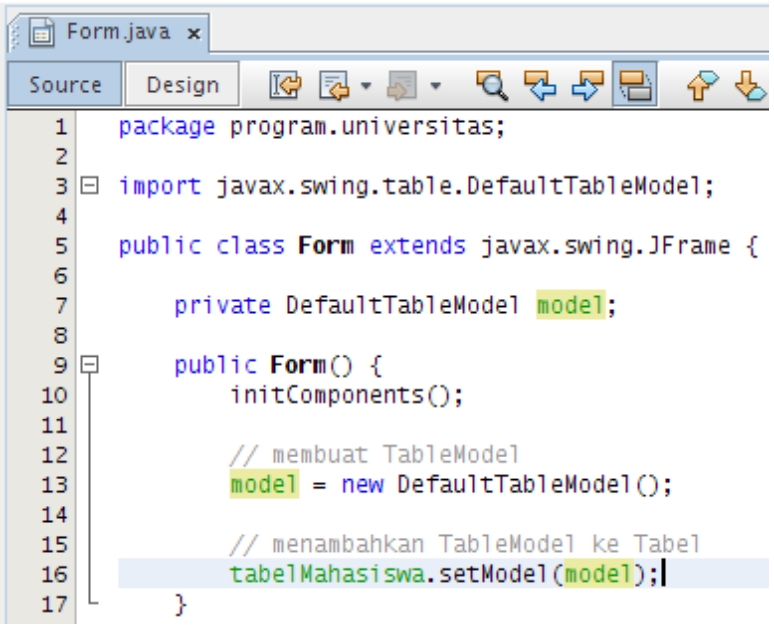 Form.java x
Source Design
1 package program.universitas;
2
3 import javax.swing.table.DefaultTableModel;
4
5 public class Form extends javax.swing.JFrame {
6
7 private DefaultTableModel model;
8
9 public Form() {
10 initComponents();
11
12 // membuat TableModel
13 model = new DefaultTableModel();
14
15 // menambahkan TableModel ke Tabel
16 tabelMahasiswa.setModel(model);
17 }